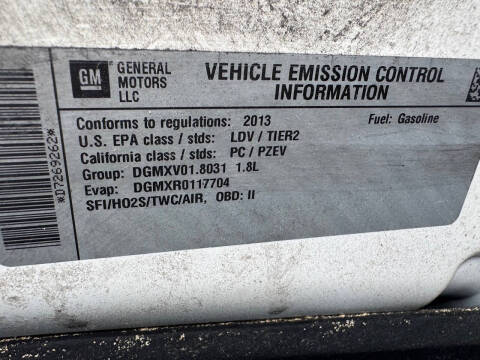 GM
GENERAL
MOTORS
LLC
VEHICLE EMISSION CONTROL
INFORMATION
Conforms to regulations: 2013 Fuel: Gasoline
U.S. EPA class / stds: LDV / TIER2
California class / stds: PC / PZEV
Group: DGMXV01.8031 1.8L
Evap: DGMXR0117704
SFI/HO2S/TWC/AIR, OBD: II
*D7269262*